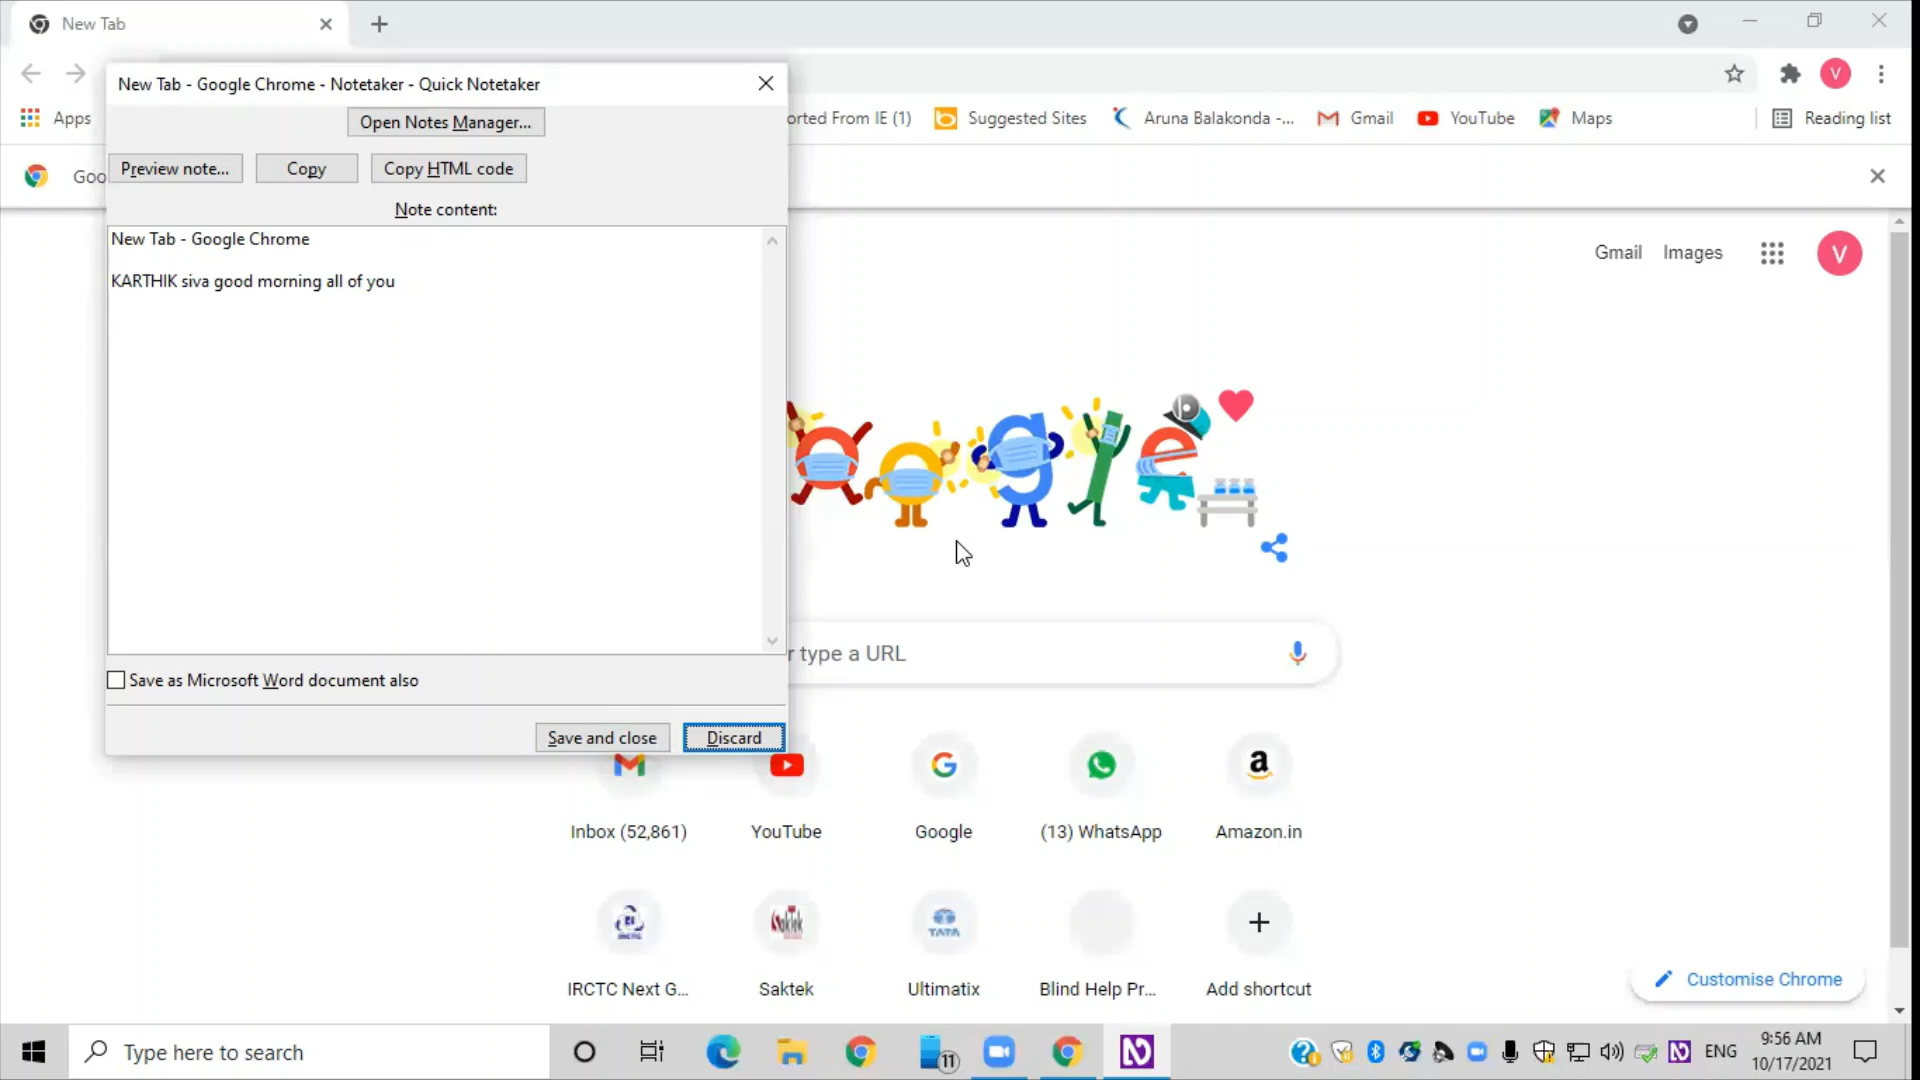 New Tab
New Tab - Google Chrome - Notetaker - Quick Notetaker
Open Notes Manager...
Preview note...
Copy
Copy HTML code
Note content:
New Tab - Google Chrome
KARTHIK siva good morning all of you
Save as Microsoft Word document also
Save and close
Discard
Apps
orted From IE (1)
Suggested Sites
Aruna Balakonda -...
Gmail
YouTube
Maps
Reading list
V
Goo
Gmail
Images
V
r type a URL
Inbox (52,861)
YouTube
Google
(13) WhatsApp
Amazon.in
IRCTC Next G...
Saktek
Ultimatix
Blind Help Pr...
Add shortcut
TATA
Customise Chrome
Type here to search
11
ENG
9:56 AM
10/17/2021